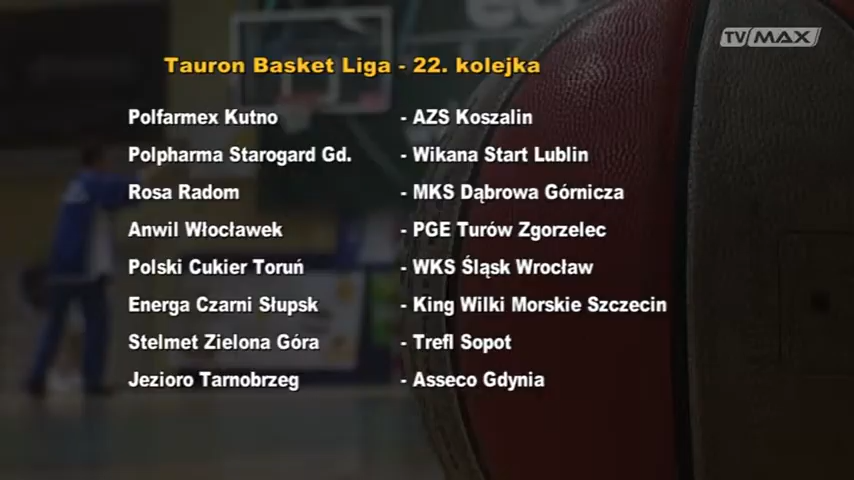 TV MAX
Tauron Basket Liga - 22. kolejka
Polfarmex Kutno - AZS Koszalin
Polpharma Starogard Gd. - Wikana Start Lublin
Rosa Radom - MKS Dąbrowa Górnicza
Anwil Włocławek - PGE Turów Zgorzelec
Polski Cukier Toruń - WKS Śląsk Wrocław
Energa Czarni Słupsk - King Wilki Morskie Szczecin
Stelmet Zielona Góra - Trefl Sopot
Jezioro Tarnobrzeg - Asseco Gdynia